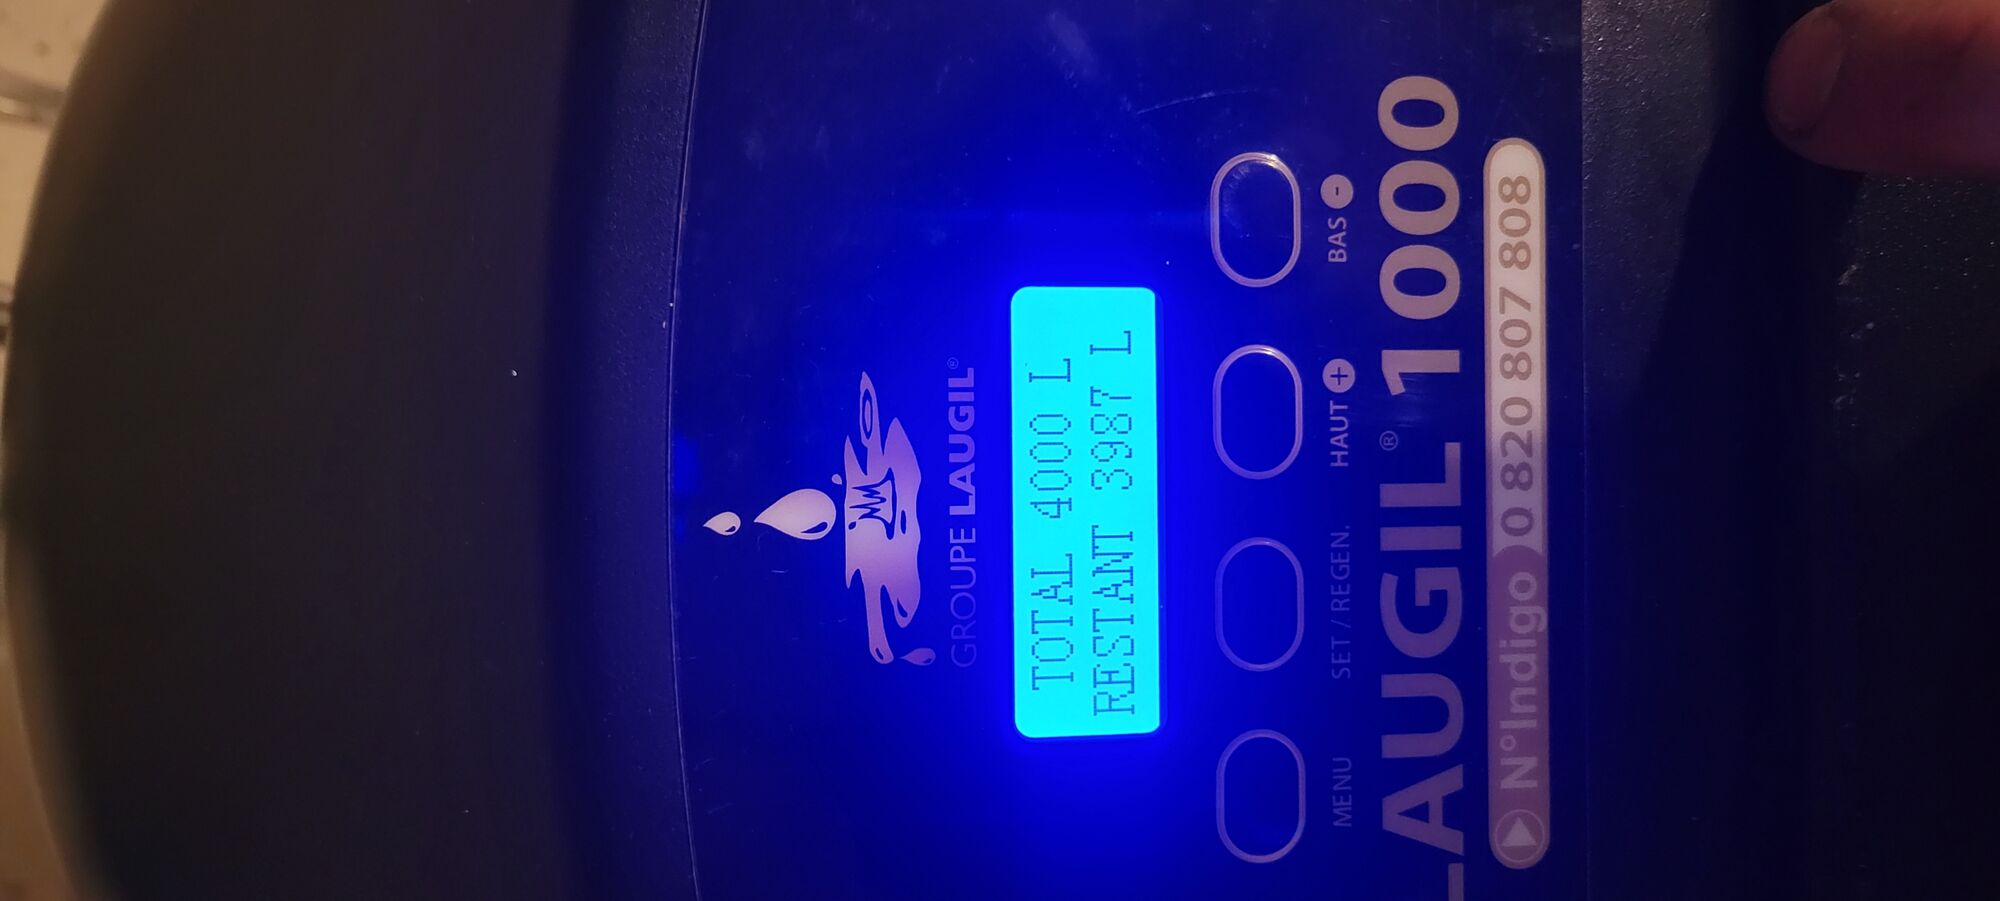 GROUPE LAUGIL®
TOTAL 4000 L
RESTANT 3987 L
MENU SET / REGEN. HAUT + BAS -
LAUGIL® 1000
N°Indigo 0 820 807 808